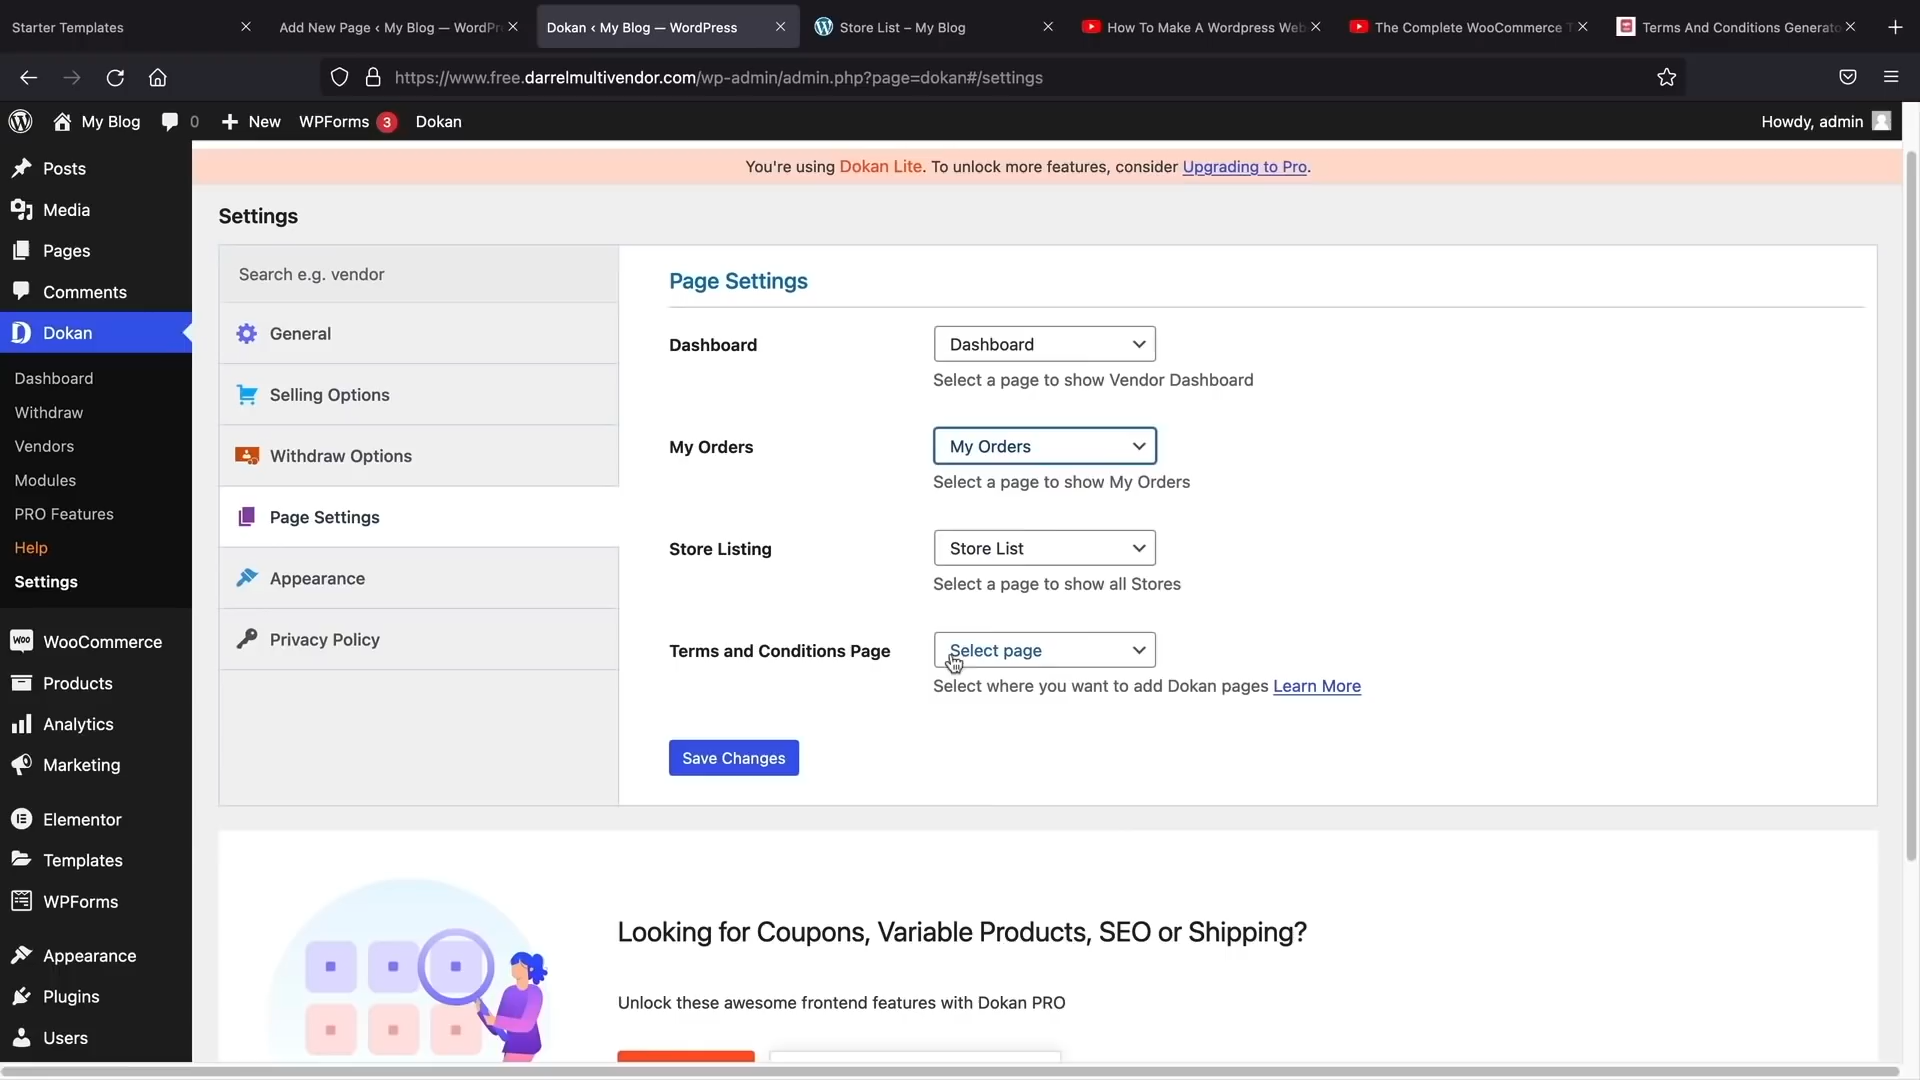 Starter Templates
Add New Page ‹ My Blog — WordPr
Dokan ‹ My Blog — WordPress
Store List – My Blog
How To Make A Wordpress Web
The Complete WooCommerce T
Terms And Conditions Generato
https://www.free.darrelmultivendor.com/wp-admin/admin.php?page=dokan#/settings
My Blog
0
New
WPForms 3
Dokan
Howdy, admin
Posts
Media
Pages
Comments
Dokan
Dashboard
Withdraw
Vendors
Modules
PRO Features
Help
Settings
WooCommerce
Products
Analytics
Marketing
Elementor
Templates
WPForms
Appearance
Plugins
Users
You're using Dokan Lite. To unlock more features, consider Upgrading to Pro.
Settings
Search e.g. vendor
General
Selling Options
Withdraw Options
Page Settings
Appearance
Privacy Policy
Page Settings
Dashboard
Dashboard
Select a page to show Vendor Dashboard
My Orders
My Orders
Select a page to show My Orders
Store Listing
Store List
Select a page to show all Stores
Terms and Conditions Page
Select page
Select where you want to add Dokan pages Learn More
Save Changes
Looking for Coupons, Variable Products, SEO or Shipping?
Unlock these awesome frontend features with Dokan PRO